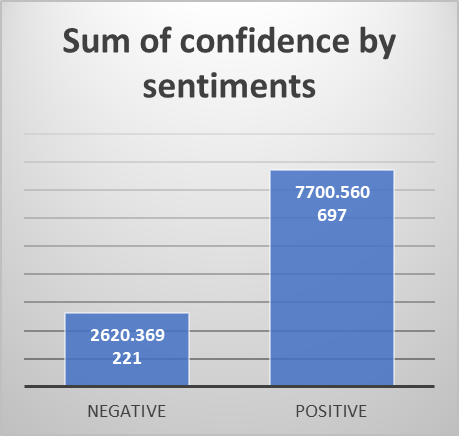 Sum of confidence by
sentiments
7700.560
697
2620.369
221
NEGATIVE
POSITIVE